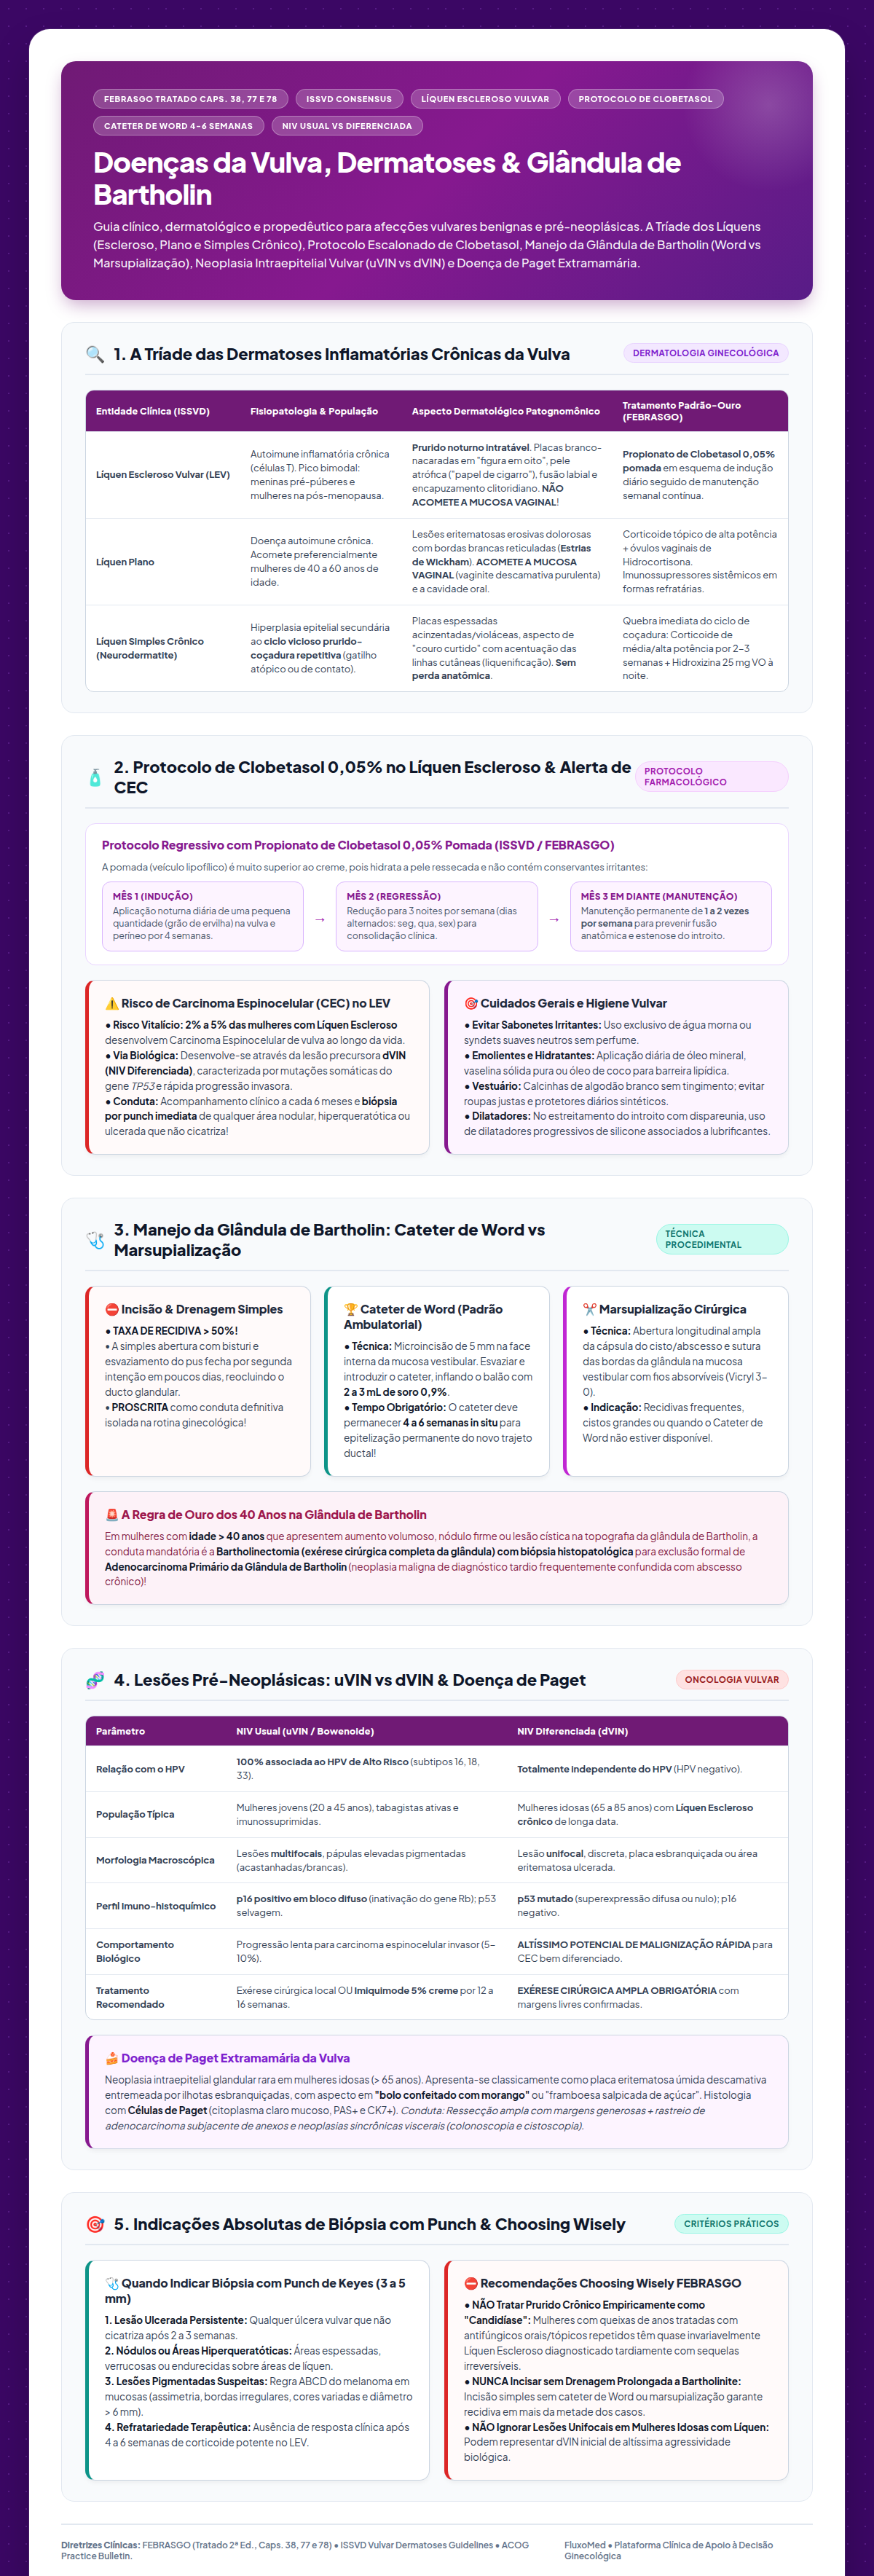 FEBRASGO TRATADO CAPS. 38, 77 E 78
ISSVD CONSENSUS
LÍQUEN ESCLEROSO VULVAR
PROTOCOLO DE CLOBETASOL
CATETER DE WORD 4-6 SEMANAS
NIV USUAL VS DIFERENCIADA
Doenças da Vulva, Dermatoses & Glândula de
Bartholin
Guia clínico, dermatológico e propedêutico para afecções vulvares benignas e pré-neoplásicas. A Tríade dos Líquens
(Escleroso, Plano e Simples Crônico), Protocolo Escalonado de Clobetasol, Manejo da Glândula de Bartholin (Word vs
Marsupialização), Neoplasia Intraepitelial Vulvar (uVIN vs dVIN) e Doença de Paget Extramamária.
🔍 1. A Tríade das Dermatoses Inflamatórias Crônicas da Vulva
DERMATOLOGIA GINECOLÓGICA
Entidade Clínica (ISSVD)
Fisiopatologia & População
Aspecto Dermatológico Patognomônico
Tratamento Padrão-Ouro
(FEBRASGO)
Líquen Escleroso Vulvar (LEV)
Autoimune inflamatória crônica
(células T). Pico bimodal:
meninas pré-púberes e
mulheres na pós-menopausa.
Prurido noturno intratável. Placas branco-
nacaradas em "figura em oito", pele
atrófica ("papel de cigarro"), fusão labial e
encapuzamento clitoridiano. NÃO
ACOMETE A MUCOSA VAGINAL!
Propionato de Clobetasol 0,05%
pomada em esquema de indução
diário seguido de manutenção
semanal contínua.
Líquen Plano
Doença autoimune crônica.
Acomete preferencialmente
mulheres de 40 a 60 anos de
idade.
Lesões eritematosas erosivas dolorosas
com bordas brancas reticuladas (Estrias
de Wickham). ACOMETE A MUCOSA
VAGINAL (vaginite descamativa purulenta)
e a cavidade oral.
Corticoide tópico de alta potência
+ óvulos vaginais de
Hidrocortisona.
Imunossupressores sistêmicos em
formas refratárias.
Líquen Simples Crônico
(Neurodermatite)
Hiperplasia epitelial secundária
ao ciclo vicioso prurido-
coçadura repetitiva (gatilho
atópico ou de contato).
Placas espessadas
acinzentadas/violáceas, aspecto de
"couro curtido" com acentuação das
linhas cutâneas (liquenificação). Sem
perda anatômica.
Quebra imediata do ciclo de
coçadura: Corticoide de
média/alta potência por 2-3
semanas + Hidroxizina 25 mg VO à
noite.
🧴 2. Protocolo de Clobetasol 0,05% no Líquen Escleroso & Alerta de
CEC
PROTOCOLO
FARMACOLÓGICO
Protocolo Regressivo com Propionato de Clobetasol 0,05% Pomada (ISSVD / FEBRASGO)
A pomada (veículo lipofílico) é muito superior ao creme, pois hidrata a pele ressecada e não contém conservantes irritantes:
MÊS 1 (INDUÇÃO)
Aplicação noturna diária de uma pequena
quantidade (grão de ervilha) na vulva e
períneo por 4 semanas.
→
MÊS 2 (REGRESSÃO)
Redução para 3 noites por semana (dias
alternados: seg, qua, sex) para
consolidação clínica.
→
MÊS 3 EM DIANTE (MANUTENÇÃO)
Manutenção permanente de 1 a 2 vezes
por semana para prevenir fusão
anatômica e estenose do introito.
⚠️ Risco de Carcinoma Espinocelular (CEC) no LEV
• Risco Vitalício: 2% a 5% das mulheres com Líquen Escleroso
desenvolvem Carcinoma Espinocelular de vulva ao longo da vida.
• Via Biológica: Desenvolve-se através da lesão precursora dVIN
(NIV Diferenciada), caracterizada por mutações somáticas do
gene TP53 e rápida progressão invasora.
• Conduta: Acompanhamento clínico a cada 6 meses e biópsia
por punch imediata de qualquer área nodular, hiperqueratótica ou
ulcerada que não cicatriza!
🎯 Cuidados Gerais e Higiene Vulvar
• Evitar Sabonetes Irritantes: Uso exclusivo de água morna ou
syndets suaves neutros sem perfume.
• Emolientes e Hidratantes: Aplicação diária de óleo mineral,
vaselina sólida pura ou óleo de coco para barreira lipídica.
• Vestuário: Calcinhas de algodão branco sem tingimento; evitar
roupas justas e protetores diários sintéticos.
• Dilatadores: No estreitamento do introito com dispareunia, uso
de dilatadores progressivos de silicone associados a lubrificantes.
🩺 3. Manejo da Glândula de Bartholin: Cateter de Word vs
Marsupialização
TÉCNICA
PROCEDIMENTAL
⛔ Incisão & Drenagem Simples
• TAXA DE RECIDIVA > 50%!
• A simples abertura com bisturi e
esvaziamento do pus fecha por segunda
intenção em poucos dias, reocluindo o
ducto glandular.
• PROSCRITA como conduta definitiva
isolada na rotina ginecológica!
🏆 Cateter de Word (Padrão
Ambulatorial)
• Técnica: Microincisão de 5 mm na face
interna da mucosa vestibular. Esvaziar e
introduzir o cateter, inflando o balão com
2 a 3 mL de soro 0,9%.
• Tempo Obrigatório: O cateter deve
permanecer 4 a 6 semanas in situ para
epitelização permanente do novo trajeto
ductal!
✂️ Marsupialização Cirúrgica
• Técnica: Abertura longitudinal ampla
da cápsula do cisto/abscesso e sutura
das bordas da glândula na mucosa
vestibular com fios absorvíveis (Vicryl 3-
0).
• Indicação: Recidivas frequentes,
cistos grandes ou quando o Cateter de
Word não estiver disponível.
🚨 A Regra de Ouro dos 40 Anos na Glândula de Bartholin
Em mulheres com idade > 40 anos que apresentem aumento volumoso, nódulo firme ou lesão cística na topografia da glândula de Bartholin, a
conduta mandatória é a Bartholinectomia (exérese cirúrgica completa da glândula) com biópsia histopatológica para exclusão formal de
Adenocarcinoma Primário da Glândula de Bartholin (neoplasia maligna de diagnóstico tardio frequentemente confundida com abscesso
crônico)!
🧬 4. Lesões Pré-Neoplásicas: uVIN vs dVIN & Doença de Paget
ONCOLOGIA VULVAR
Parâmetro
NIV Usual (uVIN / Bowenoide)
NIV Diferenciada (dVIN)
Relação com o HPV
100% associada ao HPV de Alto Risco (subtipos 16, 18,
33).
Totalmente independente do HPV (HPV negativo).
População Típica
Mulheres jovens (20 a 45 anos), tabagistas ativas e
imunossuprimidas.
Mulheres idosas (65 a 85 anos) com Líquen Escleroso
crônico de longa data.
Morfologia Macroscópica
Lesões multifocais, pápulas elevadas pigmentadas
(acastanhadas/brancas).
Lesão unifocal, discreta, placa esbranquiçada ou área
eritematosa ulcerada.
Perfil Imuno-histoquímico
p16 positivo em bloco difuso (inativação do gene Rb); p53
selvagem.
p53 mutado (superexpressão difusa ou nulo); p16
negativo.
Comportamento
Biológico
Progressão lenta para carcinoma espinocelular invasor (5-
10%).
ALTÍSSIMO POTENCIAL DE MALIGNIZAÇÃO RÁPIDA para
CEC bem diferenciado.
Tratamento
Recomendado
Exérese cirúrgica local OU Imiquimode 5% creme por 12 a
16 semanas.
EXÉRESE CIRÚRGICA AMPLA OBRIGATÓRIA com
margens livres confirmadas.
🍰 Doença de Paget Extramamária da Vulva
Neoplasia intraepitelial glandular rara em mulheres idosas (> 65 anos). Apresenta-se classicamente como placa eritematosa úmida descamativa
entremeada por ilhotas esbranquiçadas, com aspecto em "bolo confeitado com morango" ou "framboesa salpicada de açúcar". Histologia
com Células de Paget (citoplasma claro mucoso, PAS+ e CK7+). Conduta: Ressecção ampla com margens generosas + rastreio de
adenocarcinoma subjacente de anexos e neoplasias sincrônicas viscerais (colonoscopia e cistoscopia).
🎯 5. Indicações Absolutas de Biópsia com Punch & Choosing Wisely
CRITÉRIOS PRÁTICOS
🩺 Quando Indicar Biópsia com Punch de Keyes (3 a 5
mm)
1. Lesão Ulcerada Persistente: Qualquer úlcera vulvar que não
cicatriza após 2 a 3 semanas.
2. Nódulos ou Áreas Hiperqueratóticas: Áreas espessadas,
verrucosas ou endurecidas sobre áreas de líquen.
3. Lesões Pigmentadas Suspeitas: Regra ABCD do melanoma em
mucosas (assimetria, bordas irregulares, cores variadas e diâmetro
> 6 mm).
4. Refratariedade Terapêutica: Ausência de resposta clínica após
4 a 6 semanas de corticoide potente no LEV.
⛔ Recomendações Choosing Wisely FEBRASGO
• NÃO Tratar Prurido Crônico Empiricamente como
"Candidíase": Mulheres com queixas de anos tratadas com
antifúngicos orais/tópicos repetidos têm quase invariavelmente
Líquen Escleroso diagnosticado tardiamente com sequelas
irreversíveis.
• NUNCA Incisar sem Drenagem Prolongada a Bartholinite:
Incisão simples sem cateter de Word ou marsupialização garante
recidiva em mais da metade dos casos.
• NÃO Ignorar Lesões Unifocais em Mulheres Idosas com Líquen:
Podem representar dVIN inicial de altíssima agressividade
biológica.
Diretrizes Clínicas: FEBRASGO (Tratado 2ª Ed., Caps. 38, 77 e 78) • ISSVD Vulvar Dermatoses Guidelines • ACOG
Practice Bulletin.
FluxoMed • Plataforma Clínica de Apoio à Decisão
Ginecológica